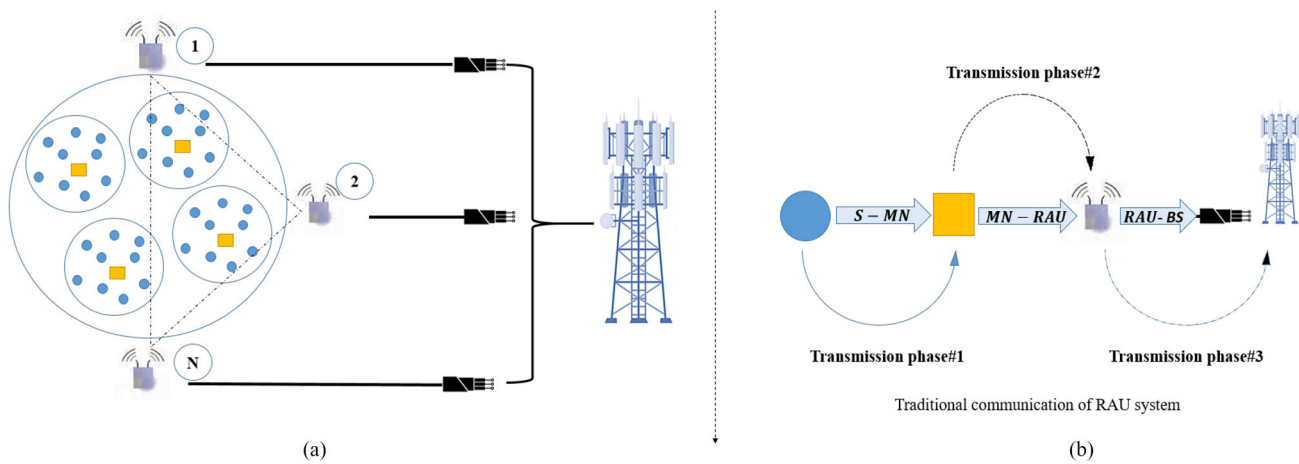 1
2
N
(a)
Transmission phase#2
S – MN
MN – RAU
RAU- BS
Transmission phase#1
Transmission phase#3
Traditional communication of RAU system
(b)